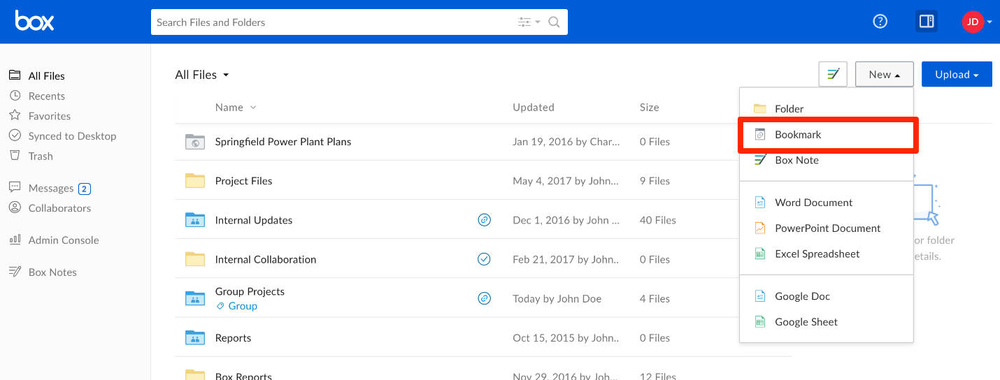 box
Search Files and Folders
JD
All Files
Recents
Favorites
Synced to Desktop
Trash
Messages 2
Collaborators
Admin Console
Box Notes
All Files
New
Upload
Name Updated Size
Springfield Power Plant Plans Jan 19, 2016 by Char... 0 Files
Project Files May 4, 2017 by John... 9 Files
Internal Updates Dec 1, 2016 by John ... 40 Files
Internal Collaboration Feb 21, 2017 by John.. 0 Files
Group Projects Today by John Doe 4 Files
Group
Reports Oct 15, 2015 by John.. 0 Files
Box Reports Nov 29, 2016 by John... 12 Files
Folder
Bookmark
Box Note
Word Document
PowerPoint Document
Excel Spreadsheet
Google Doc
Google Sheet
or folder
etails.